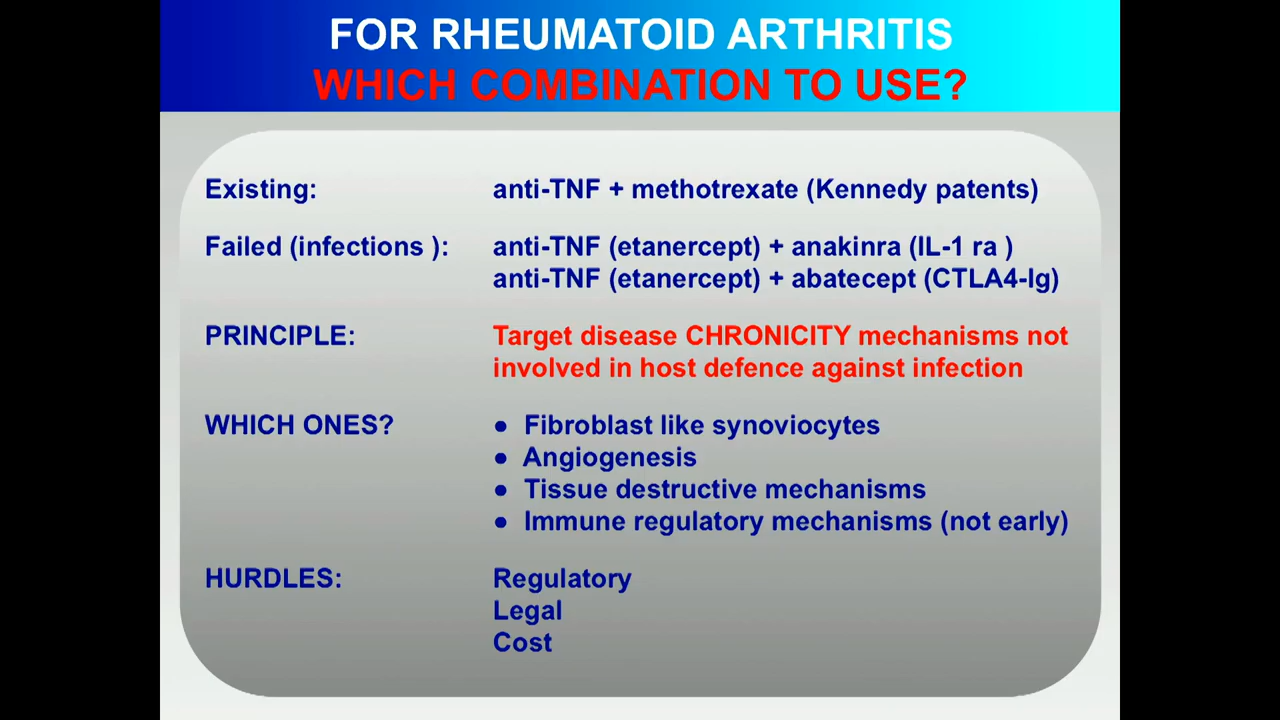 FOR RHEUMATOID ARTHRITIS
WHICH COMBINATION TO USE?
Existing: anti-TNF + methotrexate (Kennedy patents)
Failed (infections ): anti-TNF (etanercept) + anakinra (IL-1 ra )
anti-TNF (etanercept) + abatecept (CTLA4-Ig)
PRINCIPLE: Target disease CHRONICITY mechanisms not
involved in host defence against infection
WHICH ONES? ● Fibroblast like synoviocytes
● Angiogenesis
● Tissue destructive mechanisms
● Immune regulatory mechanisms (not early)
HURDLES: Regulatory
Legal
Cost